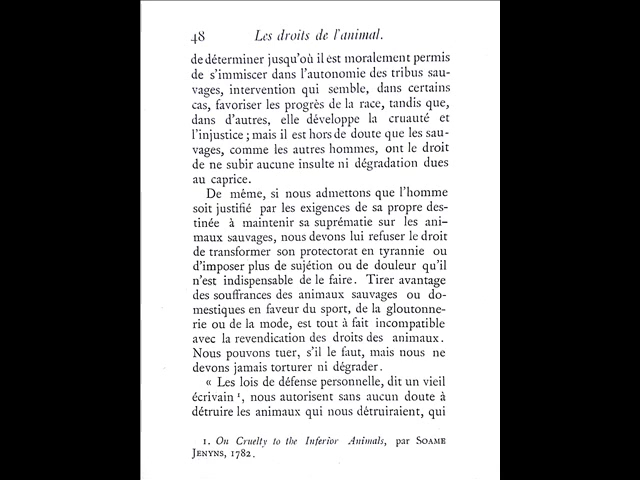 48 Les droits de l'animal.
de déterminer jusqu'où il est moralement permis
de s'immiscer dans l'autonomie des tribus sau-
vages, intervention qui semble, dans certains
cas, favoriser les progrès de la race, tandis que,
dans d'autres, elle développe la cruauté et
l'injustice ; mais il est hors de doute que les sau-
vages, comme les autres hommes, ont le droit
de ne subir aucune insulte ni dégradation dues
au caprice.
De même, si nous admettons que l'homme
soit justifié par les exigences de sa propre des-
tinée à maintenir sa suprématie sur les ani-
maux sauvages, nous devons lui refuser le droit
de transformer son protectorat en tyrannie ou
d'imposer plus de sujétion ou de douleur qu'il
n'est indispensable de le faire. Tirer avantage
des souffrances des animaux sauvages ou do-
mestiques en faveur du sport, de la gloutonne-
rie ou de la mode, est tout à fait incompatible
avec la revendication des droits des animaux.
Nous pouvons tuer, s'il le faut, mais nous ne
devons jamais torturer ni dégrader.
« Les lois de défense personnelle, dit un vieil
écrivain ¹, nous autorisent sans aucun doute à
détruire les animaux qui nous détruiraient, qui
1. On Cruelty to the Inferior Animals, par SOAME
JENYNS, 1782.